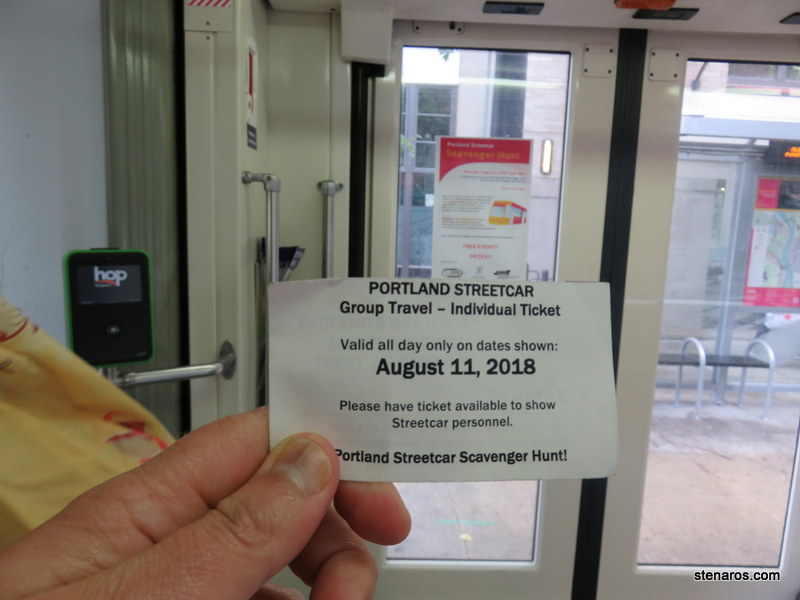 hop
Portland Streetcar
Scavenger Hunt
FREE EVENT!
PRIZES!
PORTLAND STREETCAR
Group Travel – Individual Ticket
Valid all day only on dates shown:
August 11, 2018
Please have ticket available to show
Streetcar personnel.
Portland Streetcar Scavenger Hunt!
stenaros.com